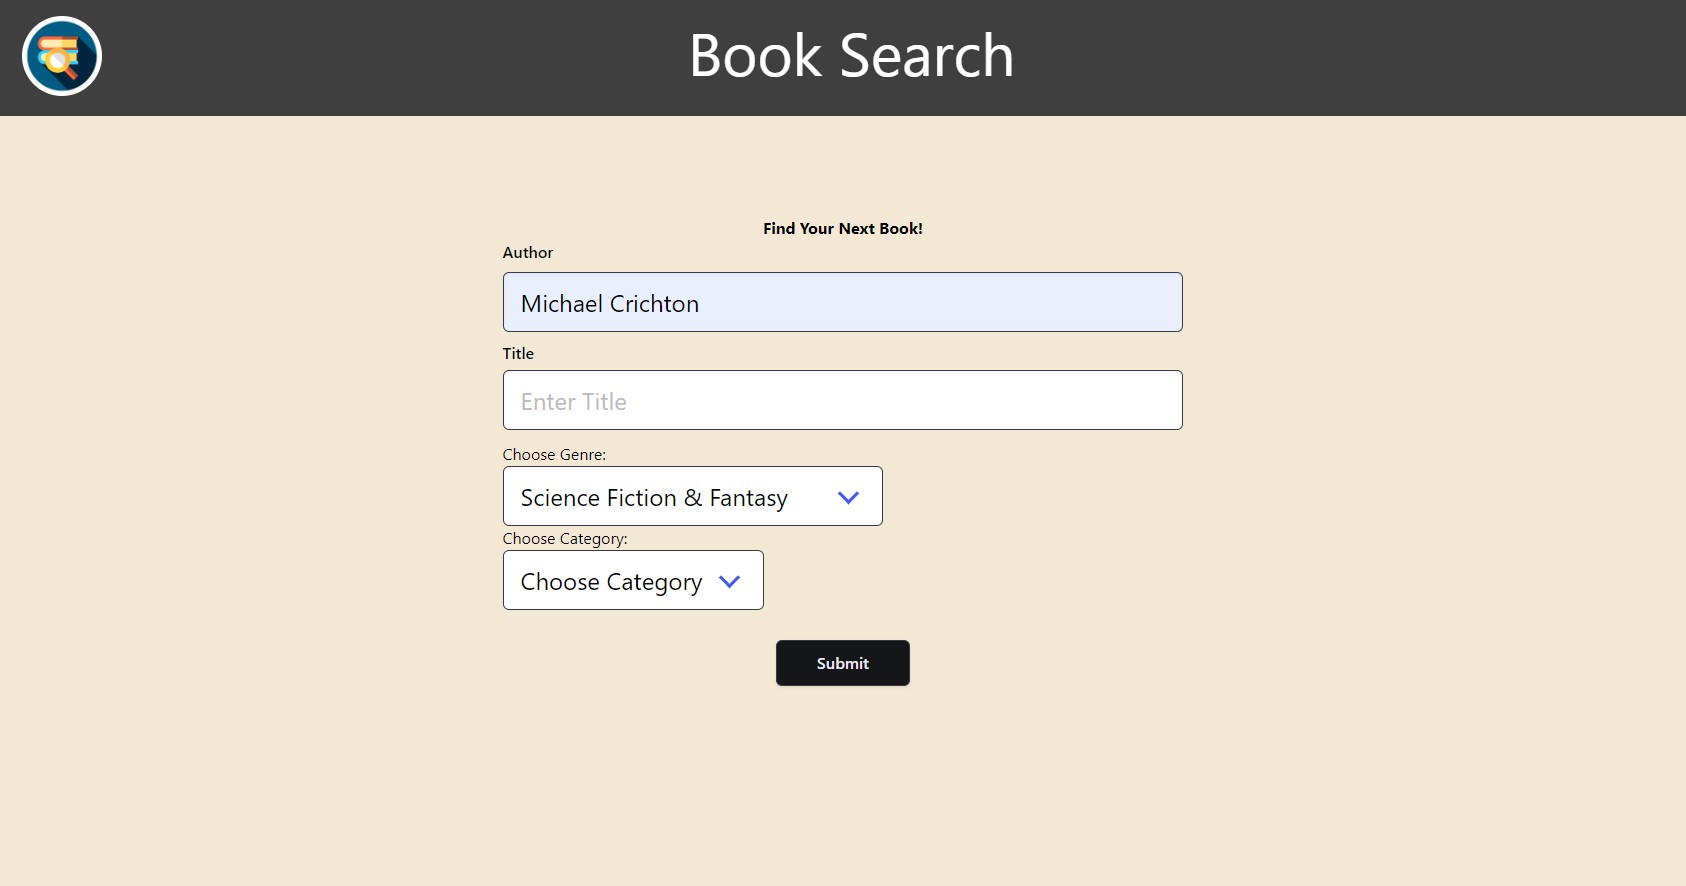 Book Search
Find Your Next Book!
Author
Michael Crichton
Title
Enter Title
Choose Genre:
Science Fiction & Fantasy
Choose Category:
Choose Category
Submit